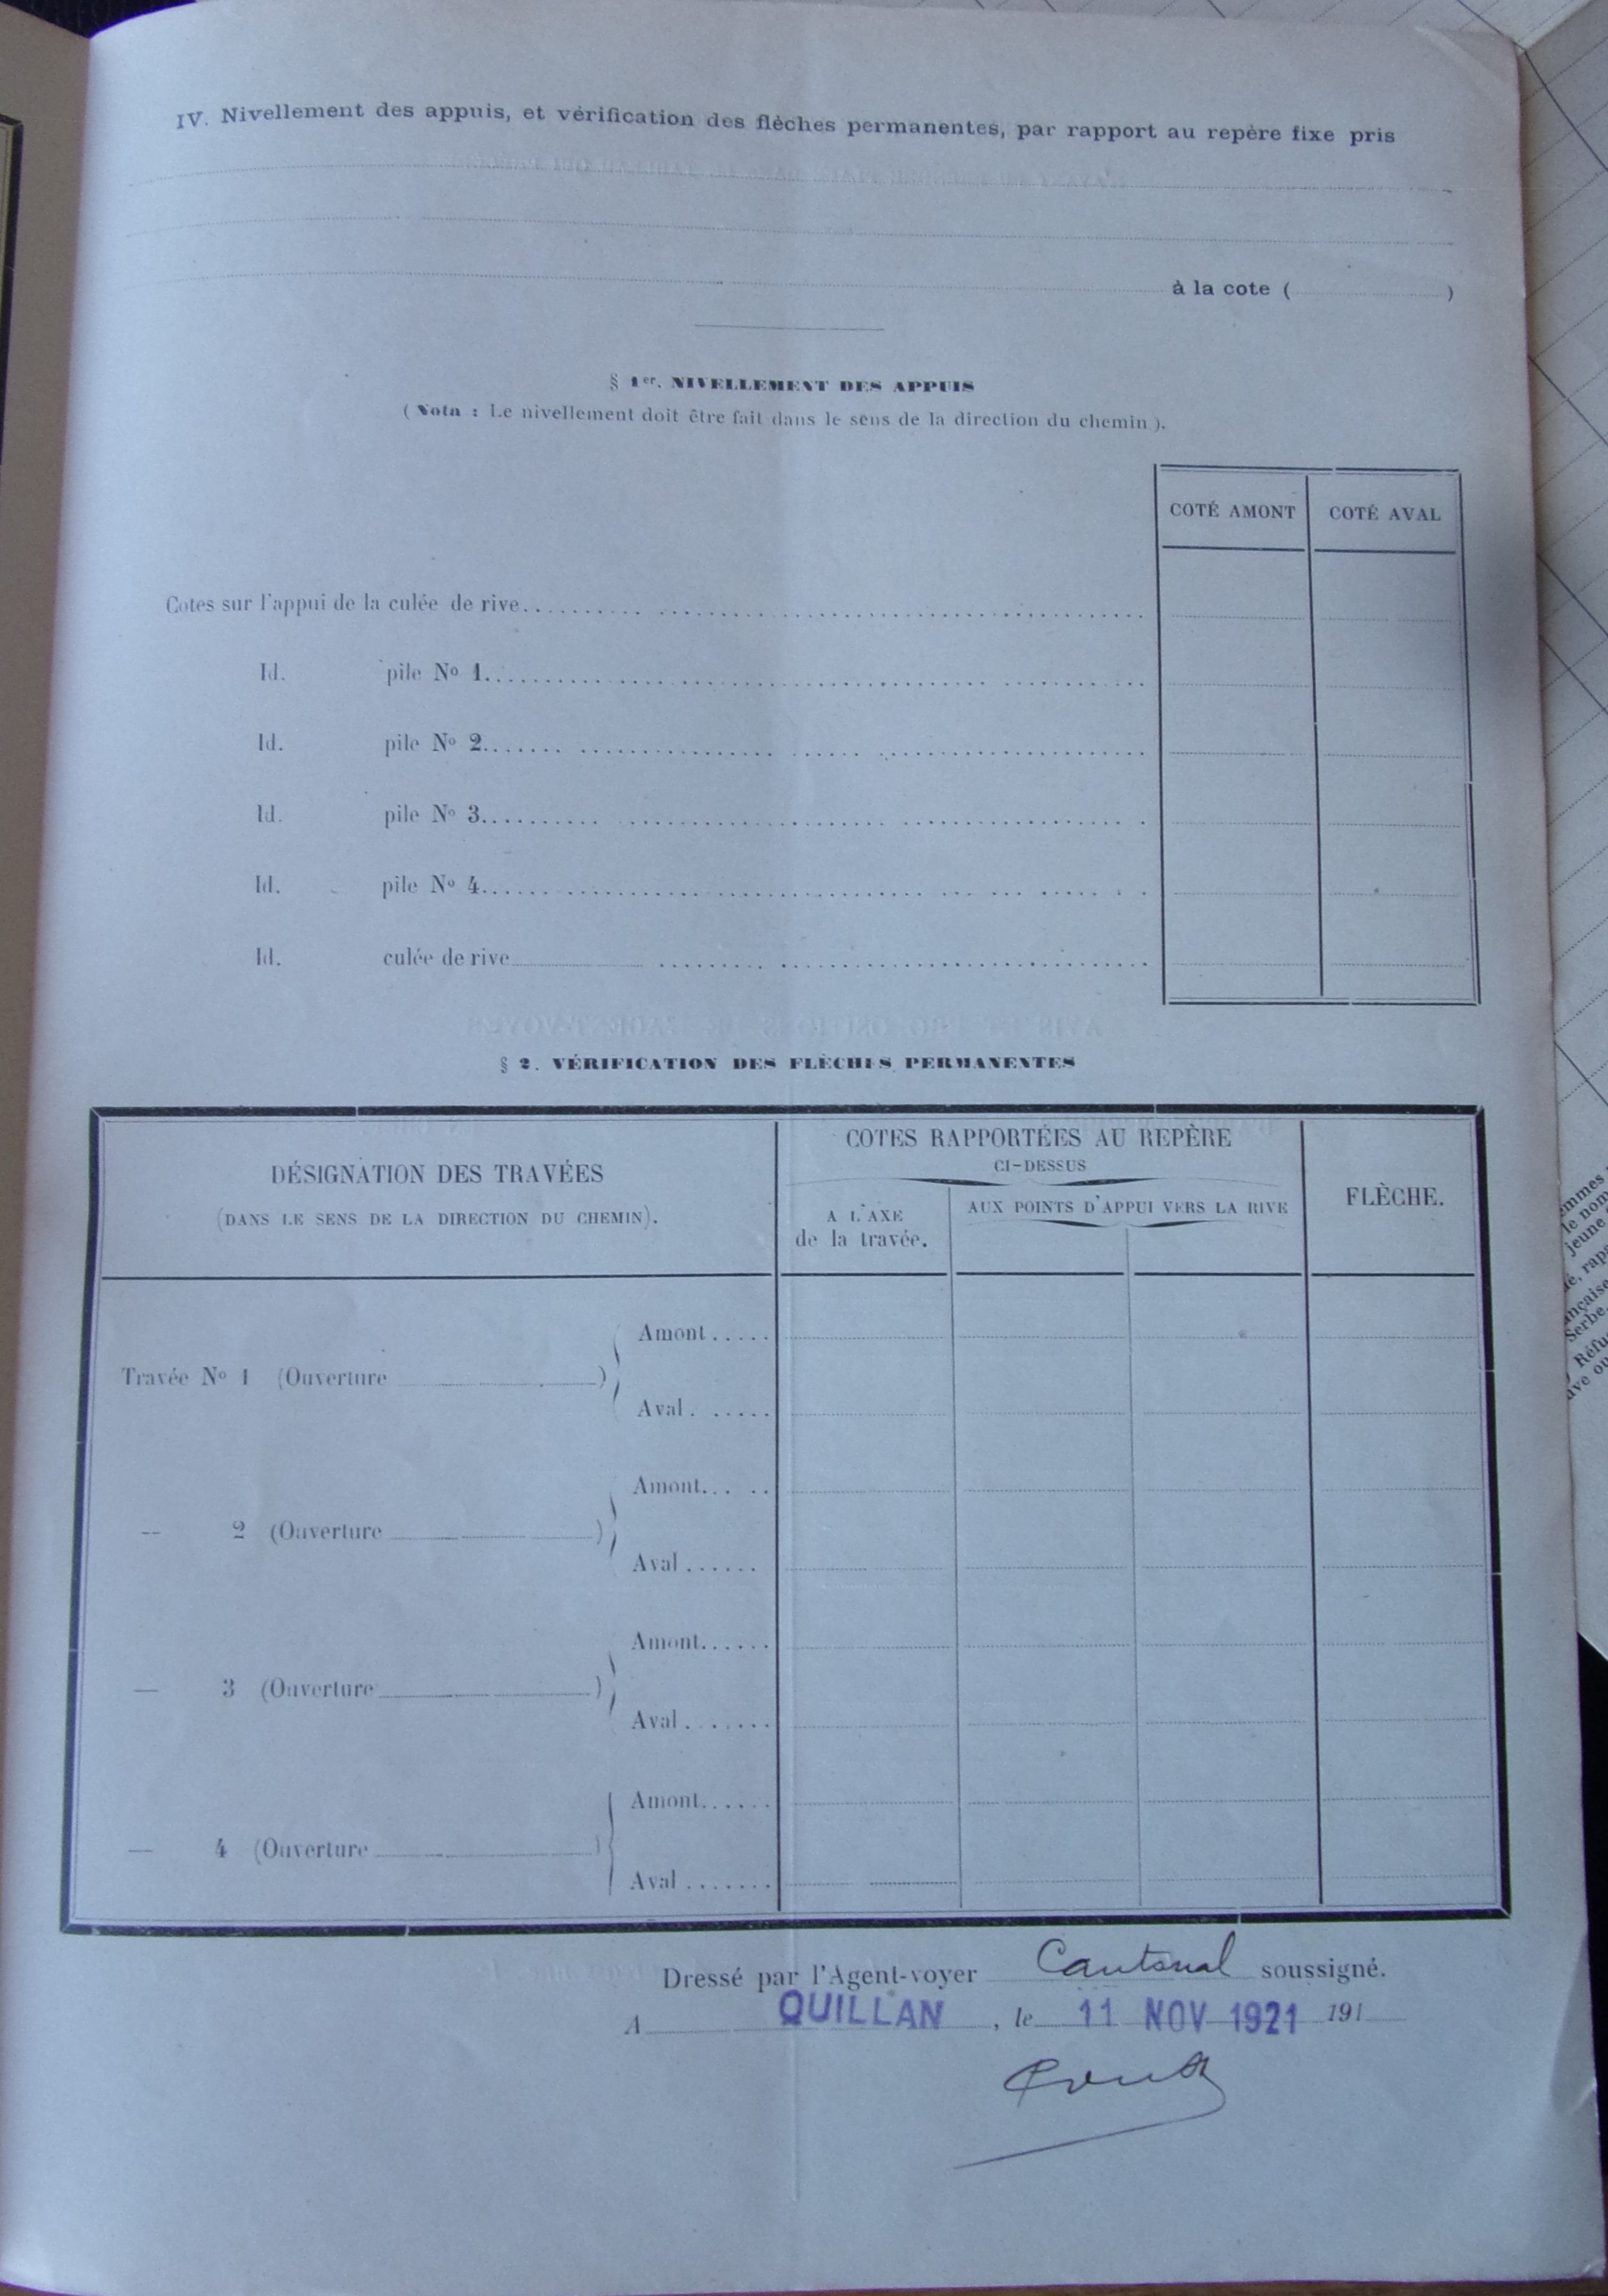 IV. Nivellement des appuis, et vérification des flèches permanentes, par rapport au repère fixe pris
à la cote ( )
§ 1er. NIVELLEMENT DES APPUIS
(Nota : Le nivellement doit être fait dans le sens de la direction du chemin).
COTÉ AMONT COTÉ AVAL
Cotes sur l'appui de la culée de rive
Id. pile No 1
Id. pile No 2
Id. pile No 3
Id. pile No 4
Id. culée de rive
§ 2. VÉRIFICATION DES FLÈCHES PERMANENTES
DÉSIGNATION DES TRAVÉES
(DANS LE SENS DE LA DIRECTION DU CHEMIN).
COTES RAPPORTÉES AU REPÈRE
CI-DESSUS
A L'AXE
de la travée.
AUX POINTS D'APPUI VERS LA RIVE
FLÈCHE.
Travée No 1 (Ouverture )
Amont
Aval
— 2 (Ouverture )
Amont
Aval
— 3 (Ouverture )
Amont
Aval
— 4 (Ouverture )
Amont
Aval
Dressé par l'Agent-voyer Cantonal soussigné.
A QUILLAN, le 11 NOV 1921 191